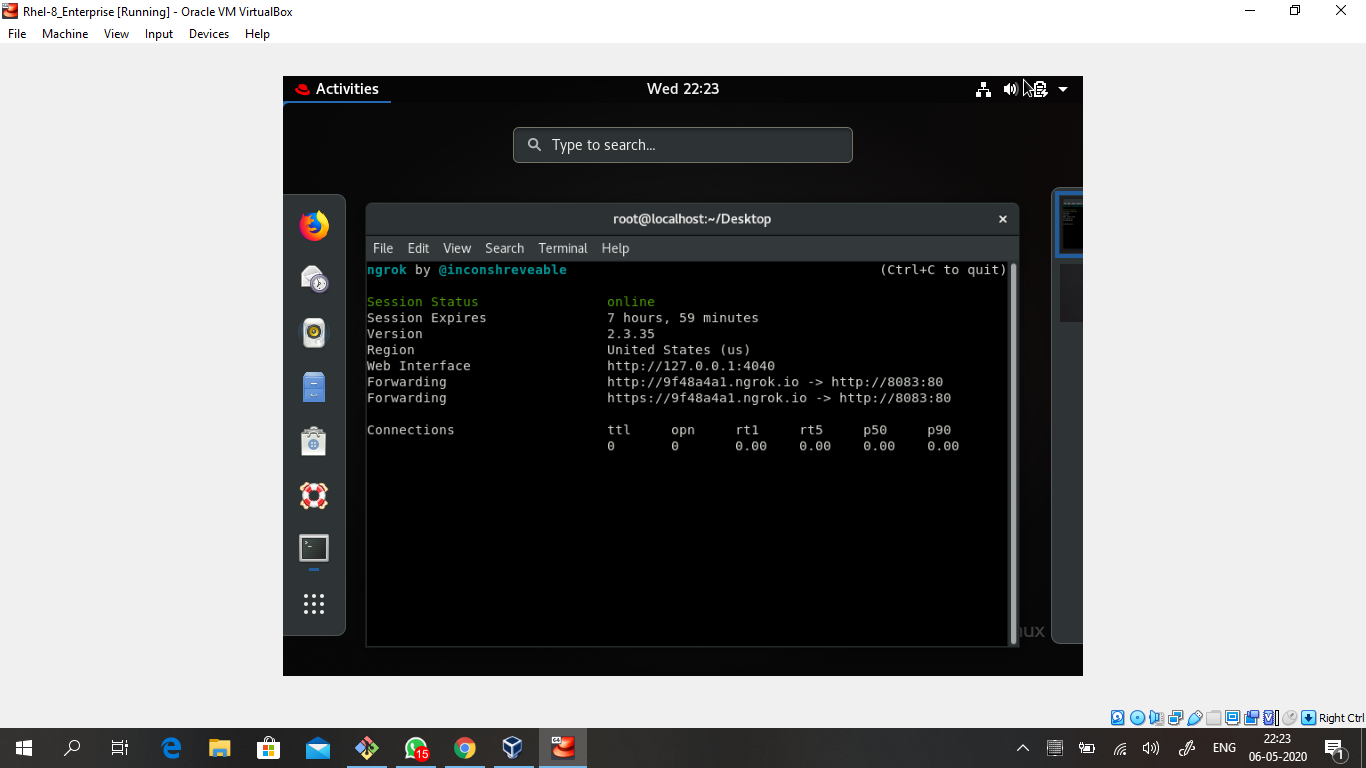 Rhel-8_Enterprise [Running] - Oracle VM VirtualBox
File Machine View Input Devices Help
Activities
Wed 22:23
Type to search...
root@localhost:~/Desktop
File Edit View Search Terminal Help
ngrok by @inconshreveable (Ctrl+C to quit)
Session Status online
Session Expires 7 hours, 59 minutes
Version 2.3.35
Region United States (us)
Web Interface http://127.0.0.1:4040
Forwarding http://9f48a4a1.ngrok.io -> http://8083:80
Forwarding https://9f48a4a1.ngrok.io -> http://8083:80
Connections ttl opn rt1 rt5 p50 p90
0 0 0.00 0.00 0.00 0.00
nux
Right Ctrl
64
15
ENG
22:23
06-05-2020
1